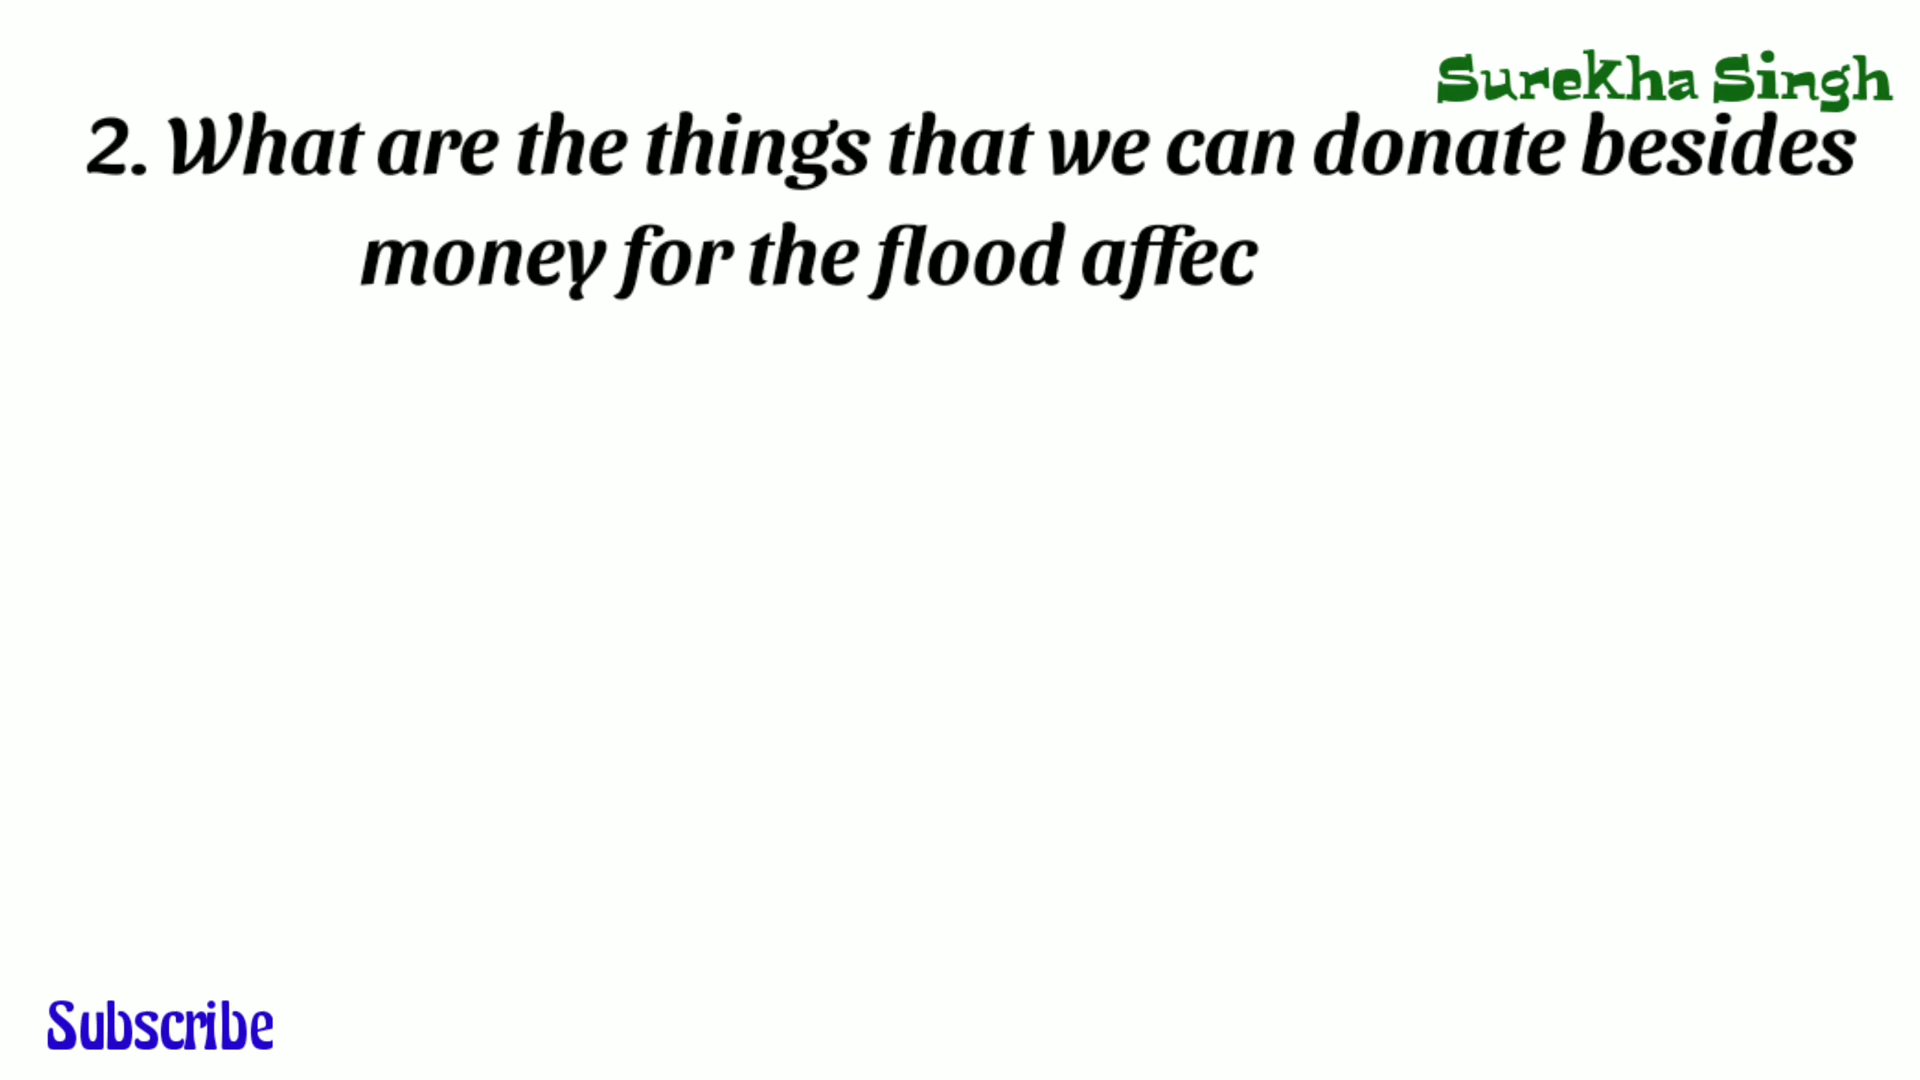 Surekha Singh
2. What are the things that we can donate besides
money for the flood affec
Subscribe